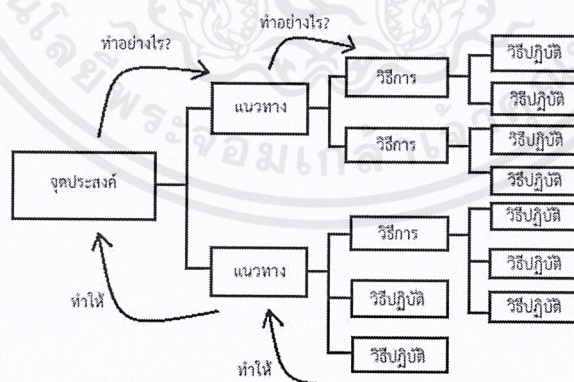 ทำอย่างไร?
ทำอย่างไร?
วิธีปฏิบัติ
วิธีการ
วิธีปฏิบัติ
แนวทาง
วิธีปฏิบัติ
วิธีการ
วิธีปฏิบัติ
จุดประสงค์
วิธีปฏิบัติ
วิธีการ
วิธีปฏิบัติ
แนวทาง
วิธีปฏิบัติ
วิธีปฏิบัติ
ทำให้
วิธีปฏิบัติ
ทำให้